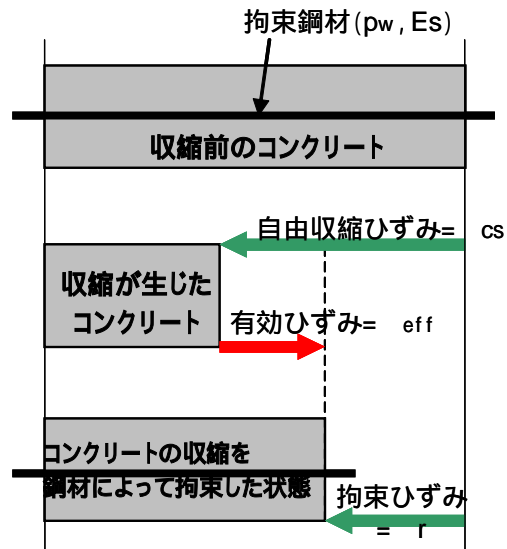 拘束鋼材(pw,Es)
収縮前のコンクリート
自由収縮ひずみ= cs
収縮が生じた
コンクリート
有効ひずみ= eff
コンクリートの収縮を
鋼材によって拘束した状態
拘束ひずみ
= r